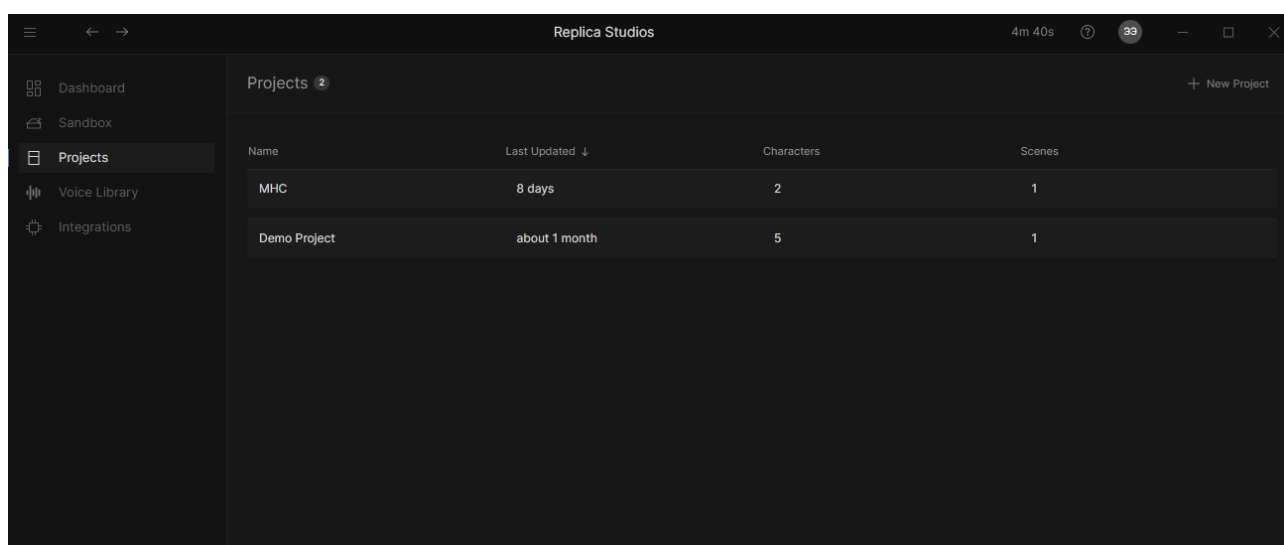 Replica Studios
4m 40s
ЭЭ
Dashboard
Sandbox
Projects
Voice Library
Integrations
Projects 2
New Project
Name Last Updated ↓ Characters Scenes
MHC 8 days 2 1
Demo Project about 1 month 5 1